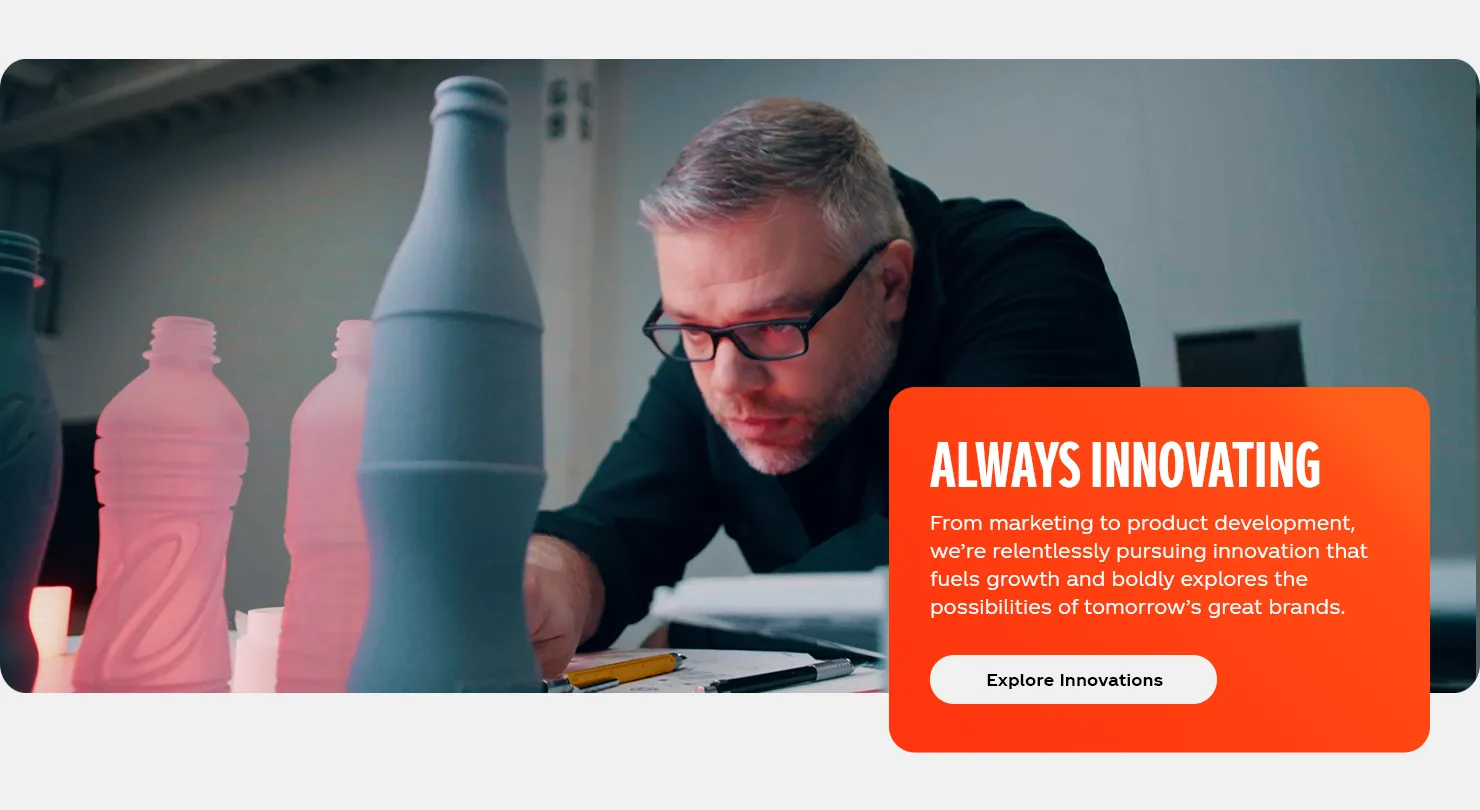 ALWAYS INNOVATING
From marketing to product development,
we’re relentlessly pursuing innovation that
fuels growth and boldly explores the
possibilities of tomorrow’s great brands.
Explore Innovations